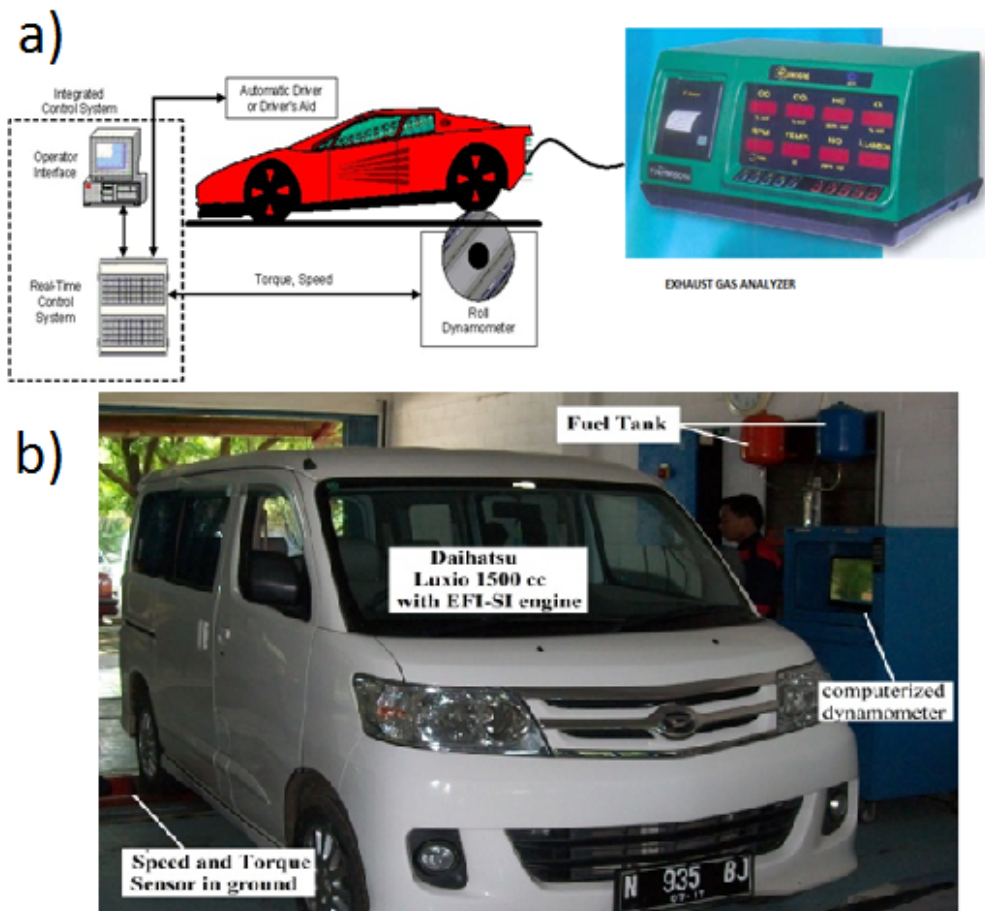 a)
Integrated
Control System
Automatic Driver
or Driver's Aid
Operator
Interface
Real-Time
Control
System
Torque, Speed
Roll
Dynamometer
CO
HC
RPM
TEMP.
LAMBDA
EXHAUST GAS ANALYZER
b)
Fuel Tank
Daihatsu
Luxio 1500 cc
with EFI-SI engine
computerized
dynamometer
Speed and Torque
Sensor in ground
N 935 BJ
07·17